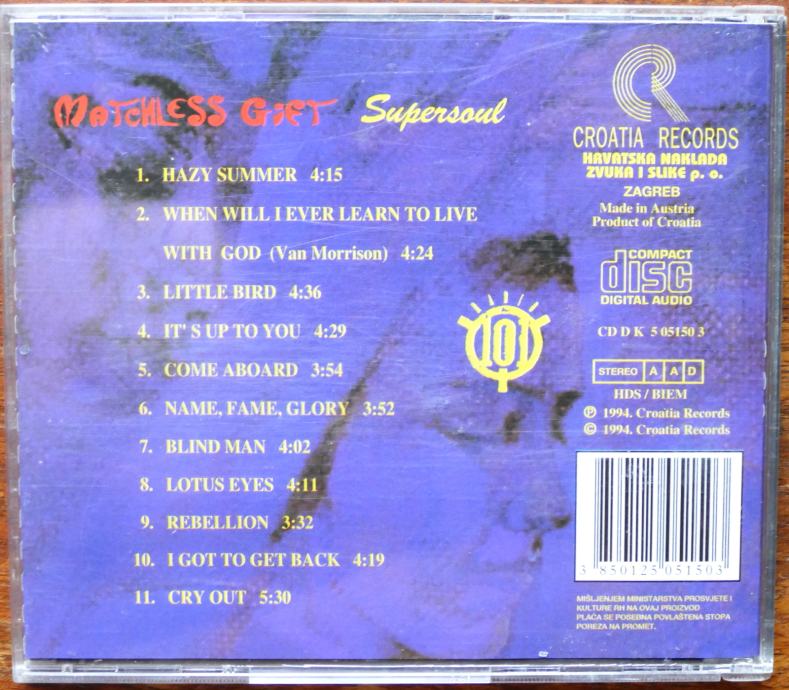 MATCHLESS GIFT Supersoul
1. HAZY SUMMER 4:15
2. WHEN WILL I EVER LEARN TO LIVE
WITH GOD (Van Morrison) 4:24
3. LITTLE BIRD 4:36
4. IT' S UP TO YOU 4:29
5. COME ABOARD 3:54
6. NAME, FAME, GLORY 3:52
7. BLIND MAN 4:02
8. LOTUS EYES 4:11
9. REBELLION 3:32
10. I GOT TO GET BACK 4:19
11. CRY OUT 5:30
RADIO
101
CROATIA RECORDS
HRVATSKA NAKLADA
ZVUKA I SLIKE p. o.
ZAGREB
Made in Austria
Product of Croatia
COMPACT
disc
DIGITAL AUDIO
CD D K 5 05150 3
STEREO A A D
HDS / BIEM
℗ 1994. Croatia Records
© 1994. Croatia Records
3 850125 051503
MIŠLJENJEM MINISTARSTVA PROSVJETE I
KULTURE RH NA OVAJ PROIZVOD
PLAĆA SE POSEBNA POVLAŠTENA STOPA
POREZA NA PROMET.